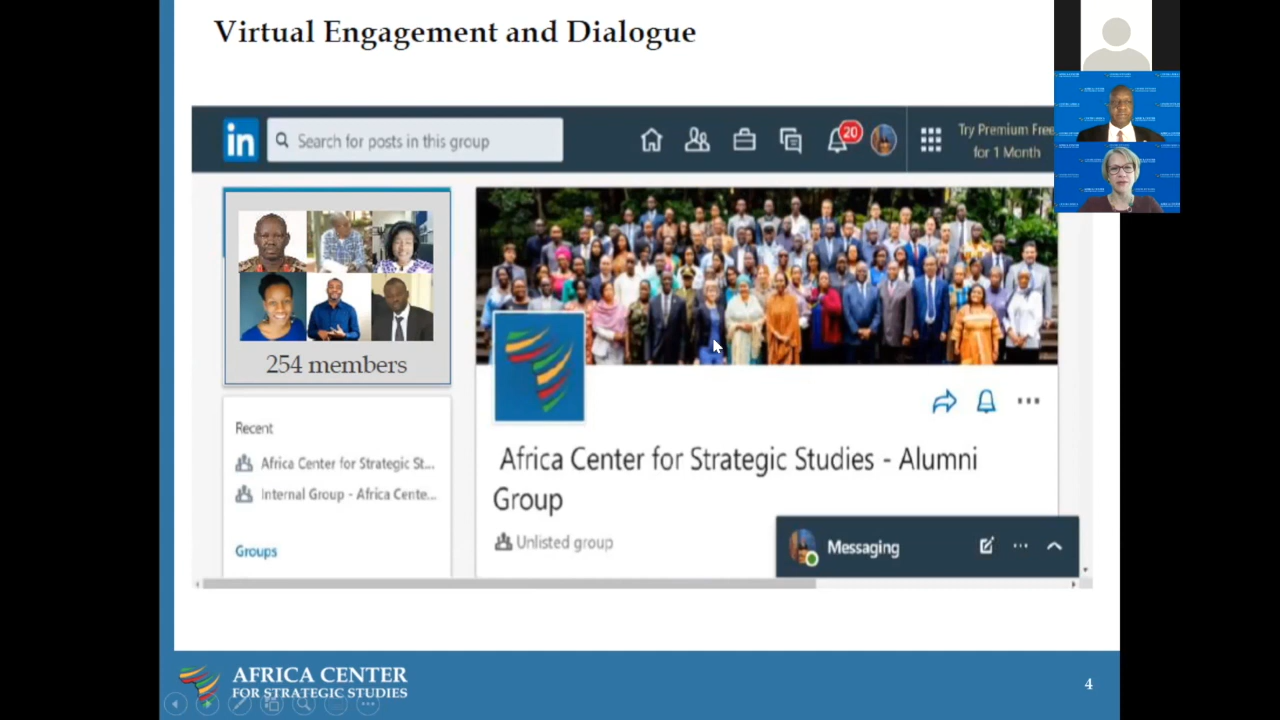 Virtual Engagement and Dialogue
in
Search for posts in this group
20
Try Premium Free
for 1 Month
254 members
Recent
Africa Center for Strategic St...
Internal Group - Africa Cente...
Groups
Africa Center for Strategic Studies - Alumni
Group
Unlisted group
Messaging
AFRICA CENTER
FOR STRATEGIC STUDIES
4